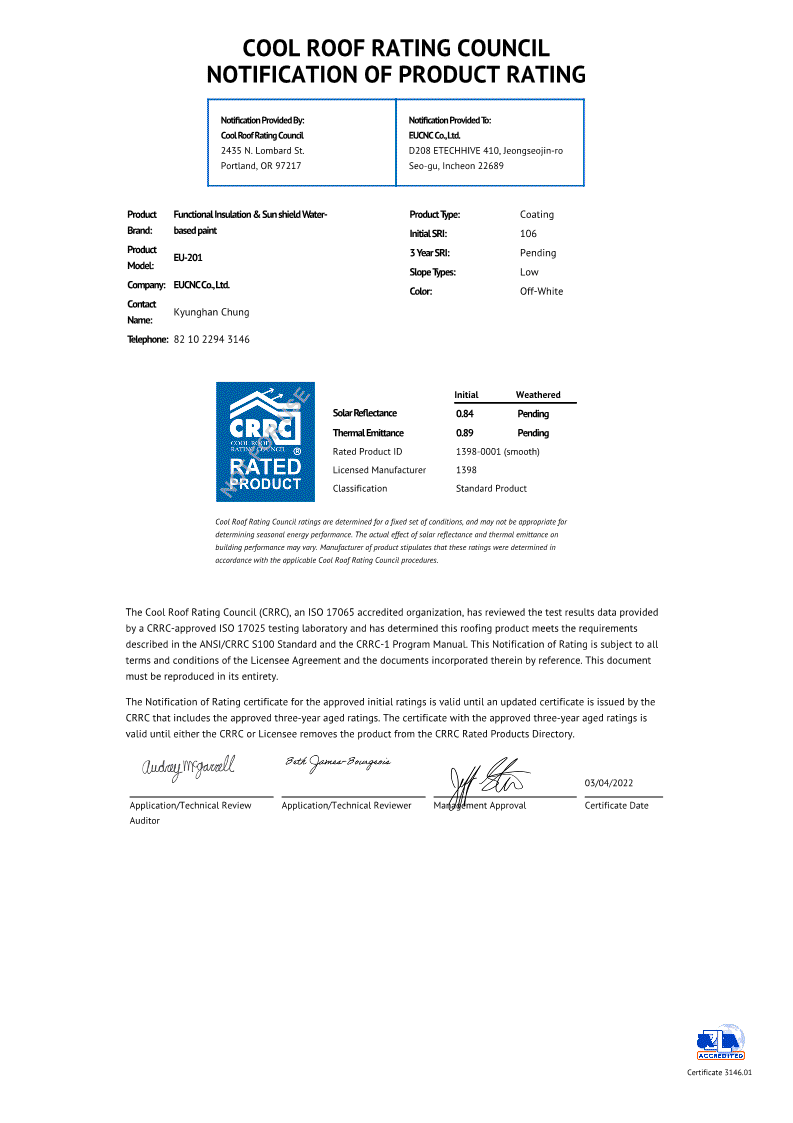 COOL ROOF RATING COUNCIL
NOTIFICATION OF PRODUCT RATING
Notification Provided By:
Cool Roof Rating Council
2435 N. Lombard St.
Portland, OR 97217
Notification Provided To:
EUCNC Co., Ltd.
D208 ETECHHIVE 410, Jeongseojin-ro
Seo-gu, Incheon 22689
Product Brand: Functional Insulation & Sun shield Water-
based paint
Product Model: EU-201
Company: EUCNC Co., Ltd.
Contact Name: Kyunghan Chung
Telephone: 82 10 2294 3146
Product Type: Coating
Initial SRI: 106
3 Year SRI: Pending
Slope Types: Low
Color: Off-White
CRRC
COOL ROOF
RATING COUNCIL
®
RATED
PRODUCT
NOT FOR USE
Initial Weathered
Solar Reflectance 0.84 Pending
Thermal Emittance 0.89 Pending
Rated Product ID 1398-0001 (smooth)
Licensed Manufacturer 1398
Classification Standard Product
Cool Roof Rating Council ratings are determined for a fixed set of conditions, and may not be appropriate for
determining seasonal energy performance. The actual effect of solar reflectance and thermal emittance on
building performance may vary. Manufacturer of product stipulates that these ratings were determined in
accordance with the applicable Cool Roof Rating Council procedures.
The Cool Roof Rating Council (CRRC), an ISO 17065 accredited organization, has reviewed the test results data provided
by a CRRC-approved ISO 17025 testing laboratory and has determined this roofing product meets the requirements
described in the ANSI/CRRC S100 Standard and the CRRC-1 Program Manual. This Notification of Rating is subject to all
terms and conditions of the Licensee Agreement and the documents incorporated therein by reference. This document
must be reproduced in its entirety.
The Notification of Rating certificate for the approved initial ratings is valid until an updated certificate is issued by the
CRRC that includes the approved three-year aged ratings. The certificate with the approved three-year aged ratings is
valid until either the CRRC or Licensee removes the product from the CRRC Rated Products Directory.
Audrey McGarrell
Beth James-Bourgeois
03/04/2022
Application/Technical Review
Auditor
Application/Technical Reviewer
Management Approval
Certificate Date
ACCREDITED
Certificate 3146.01